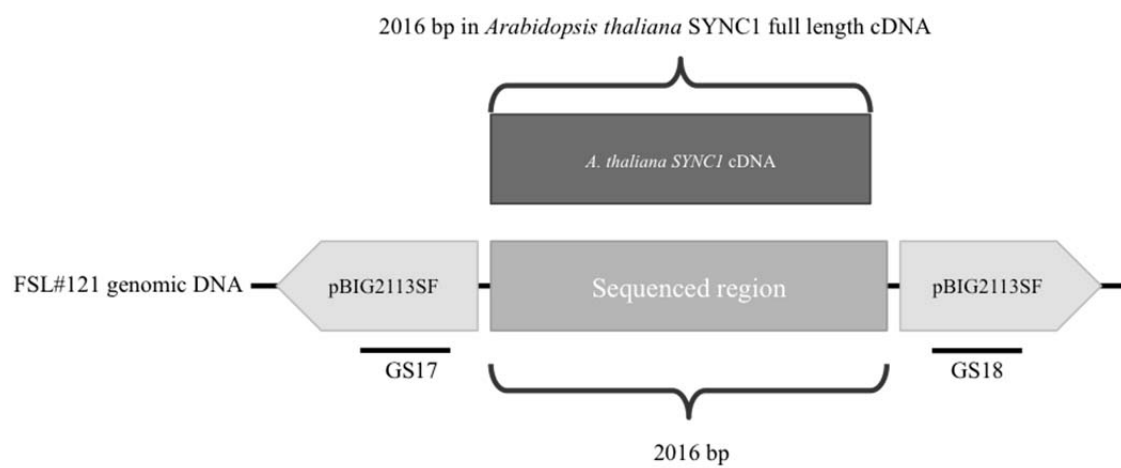 2016 bp in Arabidopsis thaliana SYNC1 full length cDNA
A. thaliana SYNC1 cDNA
FSL#121 genomic DNA
pBIG2113SF
Sequenced region
pBIG2113SF
GS17
GS18
2016 bp